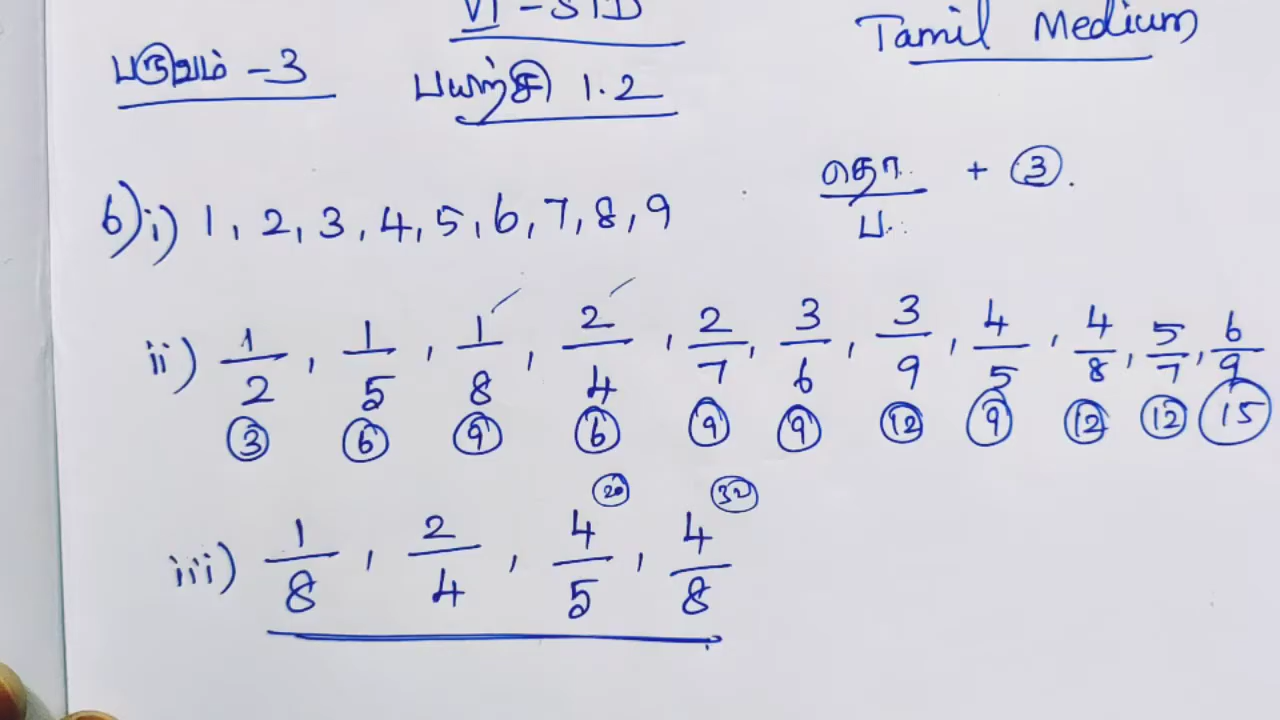 VI - STD
Tamil Medium
பருவம் - 3
பயிற்சி 1.2
தொ / ப + 3.
6) i) 1, 2, 3, 4, 5, 6, 7, 8, 9
ii) 1/2, 1/5, 1/8, 2/4, 2/7, 3/6, 3/9, 4/5, 4/8, 5/7, 6/9
3 6 9 6 9 9 12 9 12 12 15
20 32
iii) 1/8, 2/4, 4/5, 4/8